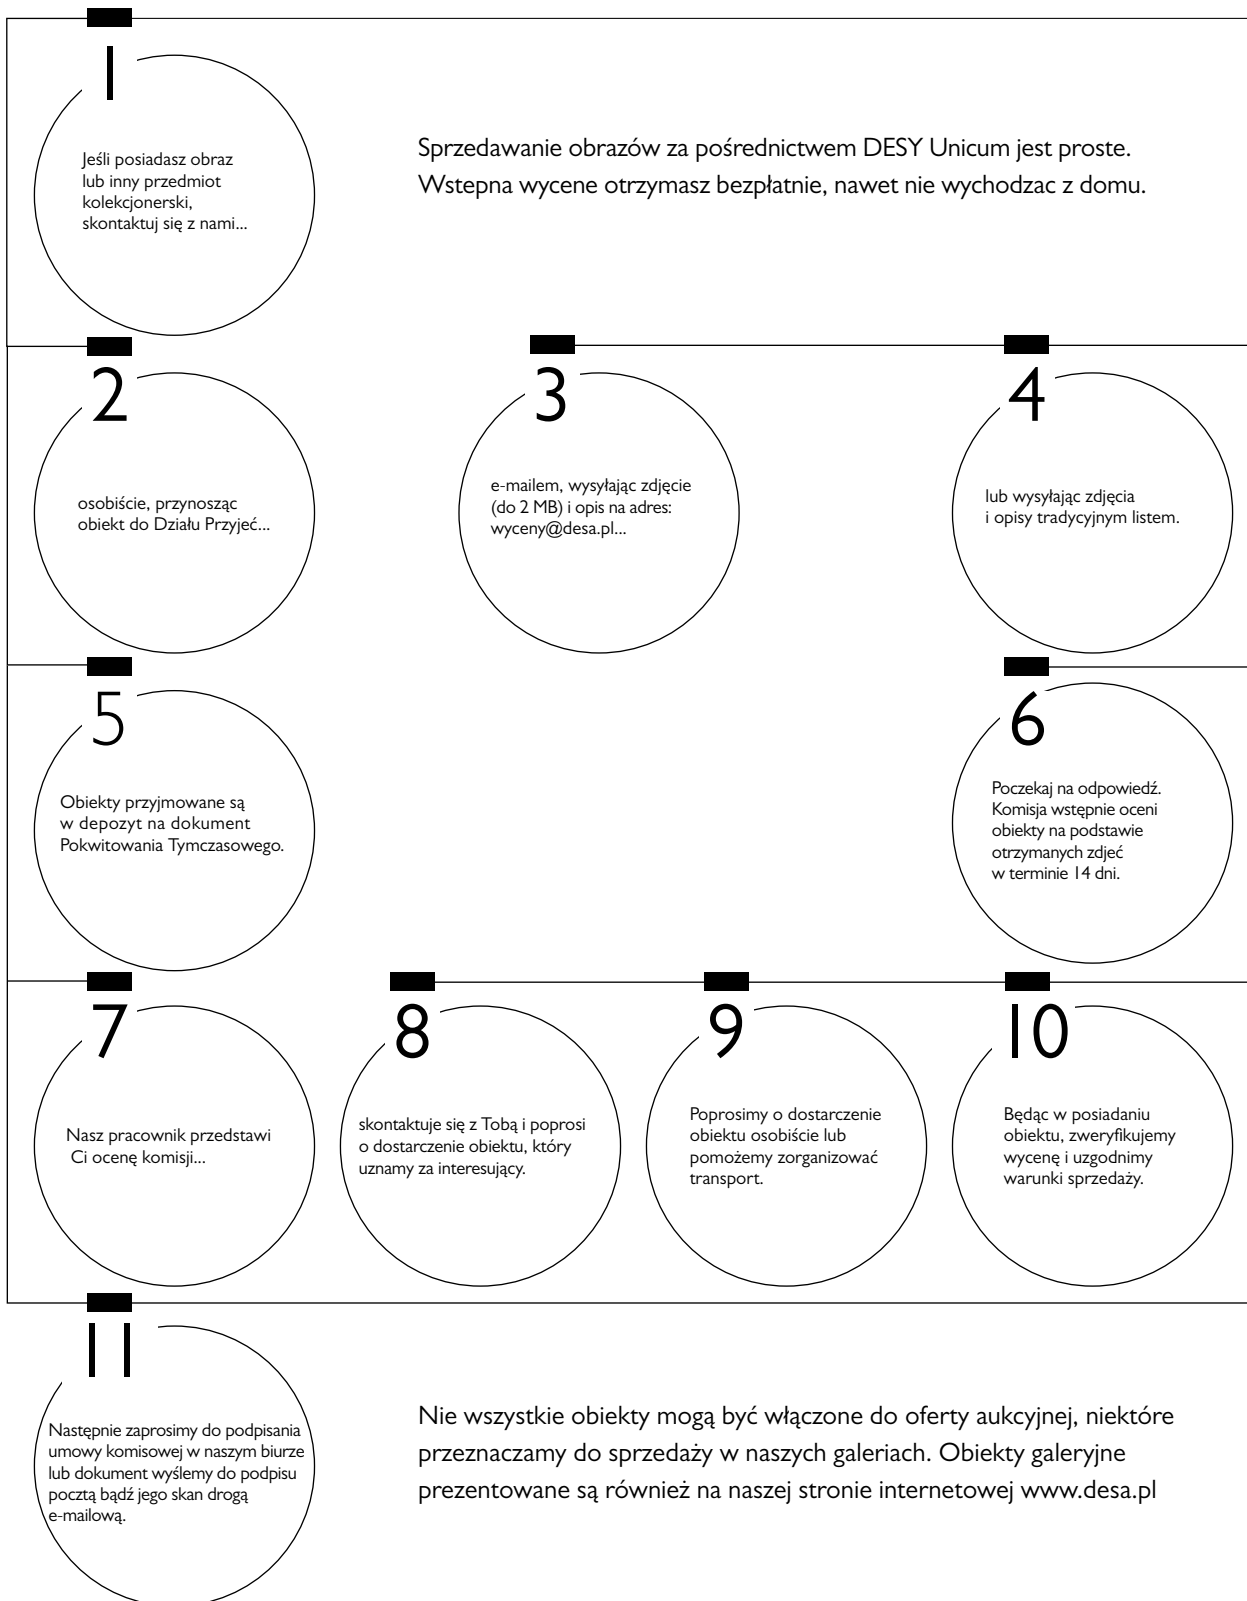 1
Jeśli posiadasz obraz
lub inny przedmiot
kolekcjonerski,
skontaktuj się z nami...
Sprzedawanie obrazów za pośrednictwem DESY Unicum jest proste.
Wstepna wycene otrzymasz bezpłatnie, nawet nie wychodzac z domu.
2
osobiście, przynosząc
obiekt do Działu Przyjeć...
3
e-mailem, wysyłając zdjęcie
(do 2 MB) i opis na adres:
wyceny@desa.pl...
4
lub wysyłając zdjęcia
i opisy tradycyjnym listem.
5
Obiekty przyjmowane są
w depozyt na dokument
Pokwitowania Tymczasowego.
6
Poczekaj na odpowiedź.
Komisja wstępnie oceni
obiekty na podstawie
otrzymanych zdjeć
w terminie 14 dni.
7
Nasz pracownik przedstawi
Ci ocenę komisji...
8
skontaktuje się z Tobą i poprosi
o dostarczenie obiektu, który
uznamy za interesujący.
9
Poprosimy o dostarczenie
obiektu osobiście lub
pomożemy zorganizować
transport.
10
Będąc w posiadaniu
obiektu, zweryfikujemy
wycenę i uzgodnimy
warunki sprzedaży.
11
Następnie zaprosimy do podpisania
umowy komisowej w naszym biurze
lub dokument wyślemy do podpisu
pocztą bądź jego skan drogą
e-mailową.
Nie wszystkie obiekty mogą być włączone do oferty aukcyjnej, niektóre
przeznaczamy do sprzedaży w naszych galeriach. Obiekty galeryjne
prezentowane są również na naszej stronie internetowej www.desa.pl